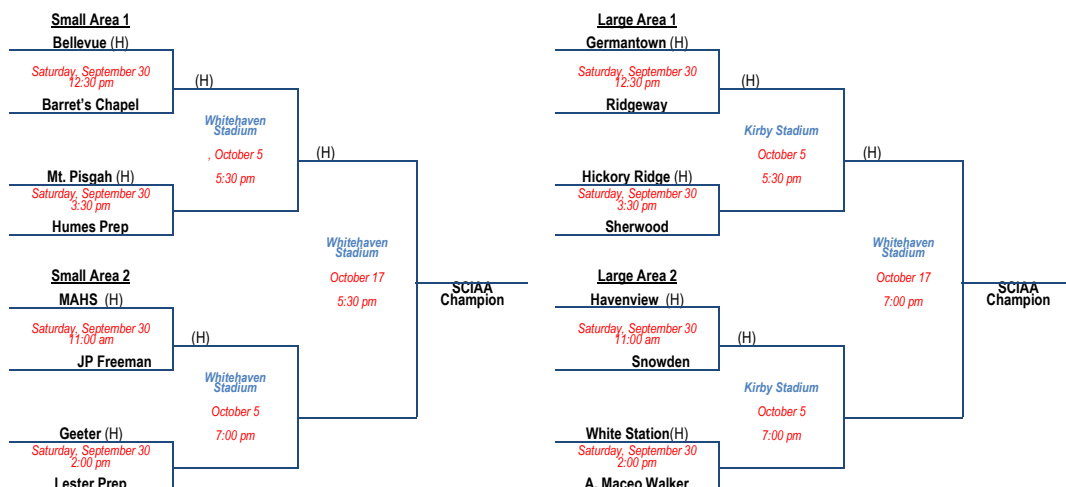 Small Area 1
Bellevue (H)
Saturday, September 30
12:30 pm
(H)
Barret's Chapel
Whitehaven
Stadium
, October 5
5:30 pm
(H)
Mt. Pisgah (H)
Saturday, September 30
3:30 pm
Humes Prep
Whitehaven
Stadium
October 17
5:30 pm
SCIAA
Champion
Small Area 2
MAHS (H)
Saturday, September 30
11:00 am
(H)
JP Freeman
Whitehaven
Stadium
October 5
7:00 pm
Geeter (H)
Saturday, September 30
2:00 pm
Lester Prep
Large Area 1
Germantown (H)
Saturday, September 30
12:30 pm
(H)
Ridgeway
Kirby Stadium
October 5
5:30 pm
(H)
Hickory Ridge (H)
Saturday, September 30
3:30 pm
Sherwood
Whitehaven
Stadium
October 17
7:00 pm
SCIAA
Champion
Large Area 2
Havenview (H)
Saturday, September 30
11:00 am
(H)
Snowden
Kirby Stadium
October 5
7:00 pm
White Station(H)
Saturday, September 30
2:00 pm
A. Maceo Walker